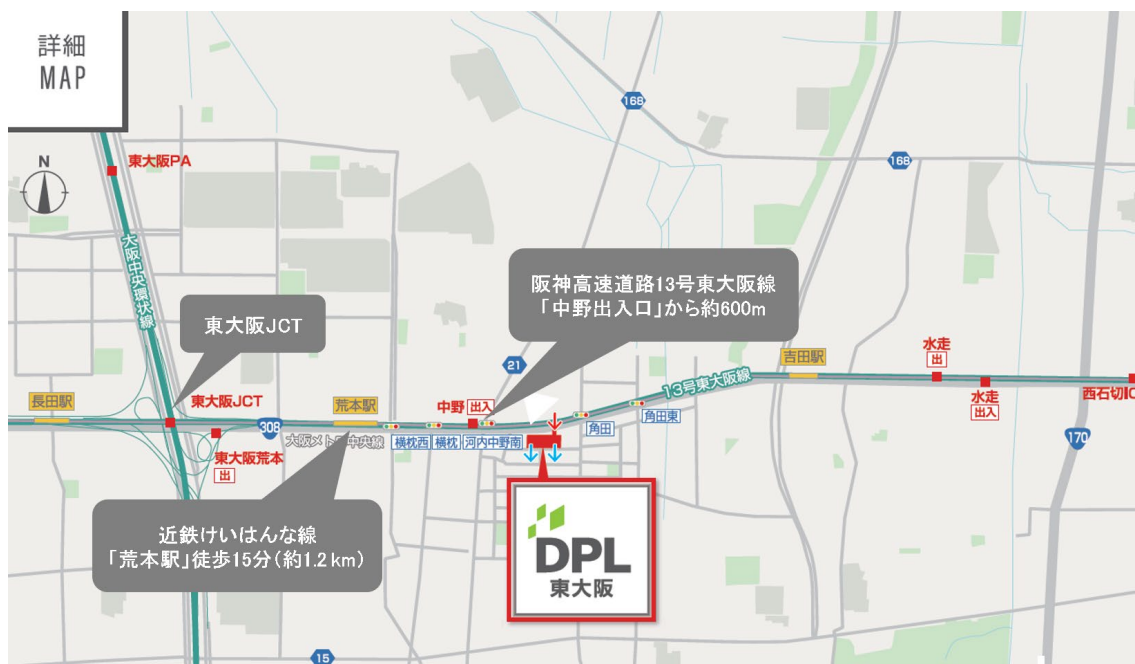 詳細
MAP
168
168
N
東大阪PA
大阪中央環状線
阪神高速道路13号東大阪線
「中野出入口」から約600m
東大阪JCT
21
吉田駅
水走
出
13号東大阪線
長田駅
東大阪JCT
荒本駅
中野 出入
水走
出入
西石切IC
308
角田東
角田
大阪メトロ中央線
横枕西
横枕
河内中野南
170
東大阪荒本
出
近鉄けいはんな線
「荒本駅」徒歩15分(約1.2km)
DPL
東大阪
15